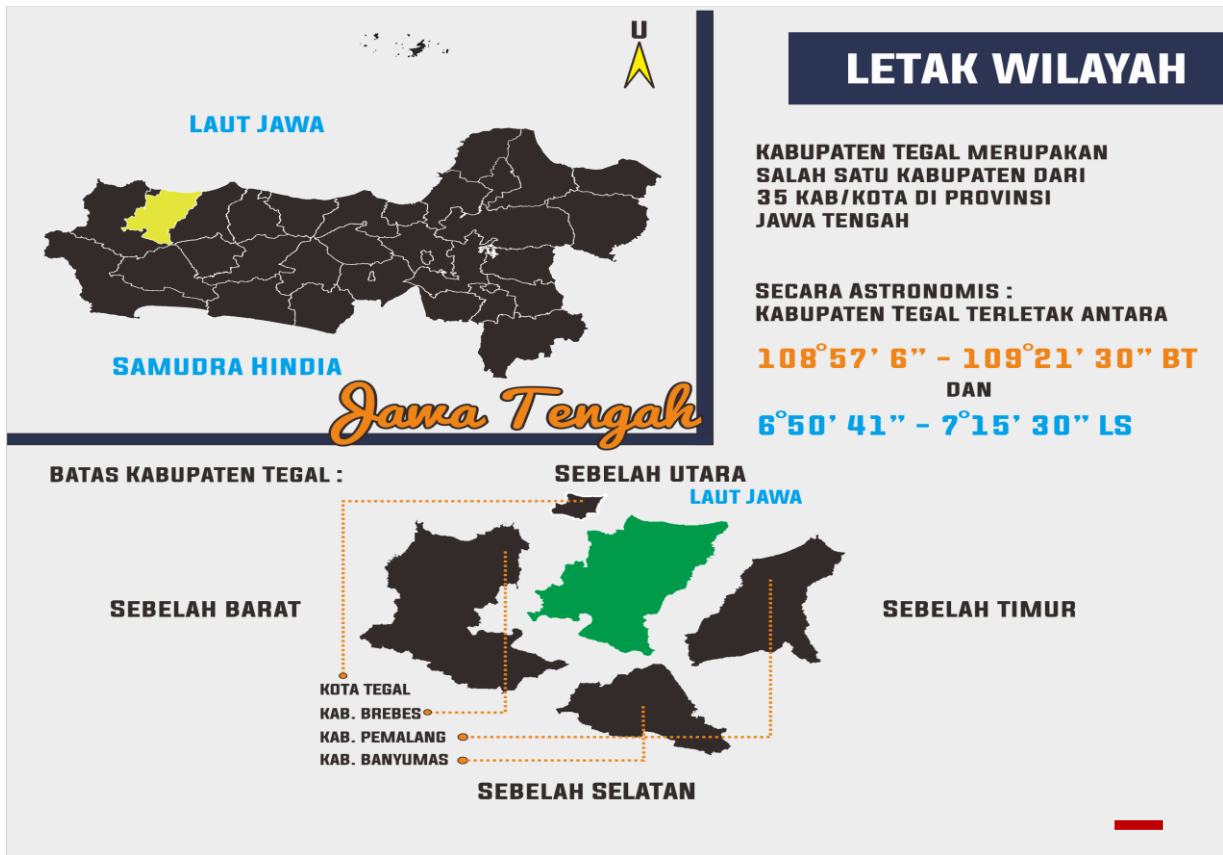 U
LAUT JAWA
SAMUDRA HINDIA
Jawa Tengah
LETAK WILAYAH
KABUPATEN TEGAL MERUPAKAN
SALAH SATU KABUPATEN DARI
35 KAB/KOTA DI PROVINSI
JAWA TENGAH
SECARA ASTRONOMIS :
KABUPATEN TEGAL TERLETAK ANTARA
108°57’ 6” – 109°21’ 30” BT
DAN
6°50’ 41” – 7°15’ 30” LS
BATAS KABUPATEN TEGAL :
SEBELAH UTARA
LAUT JAWA
SEBELAH BARAT
SEBELAH TIMUR
KOTA TEGAL
KAB. BREBES
KAB. PEMALANG
KAB. BANYUMAS
SEBELAH SELATAN